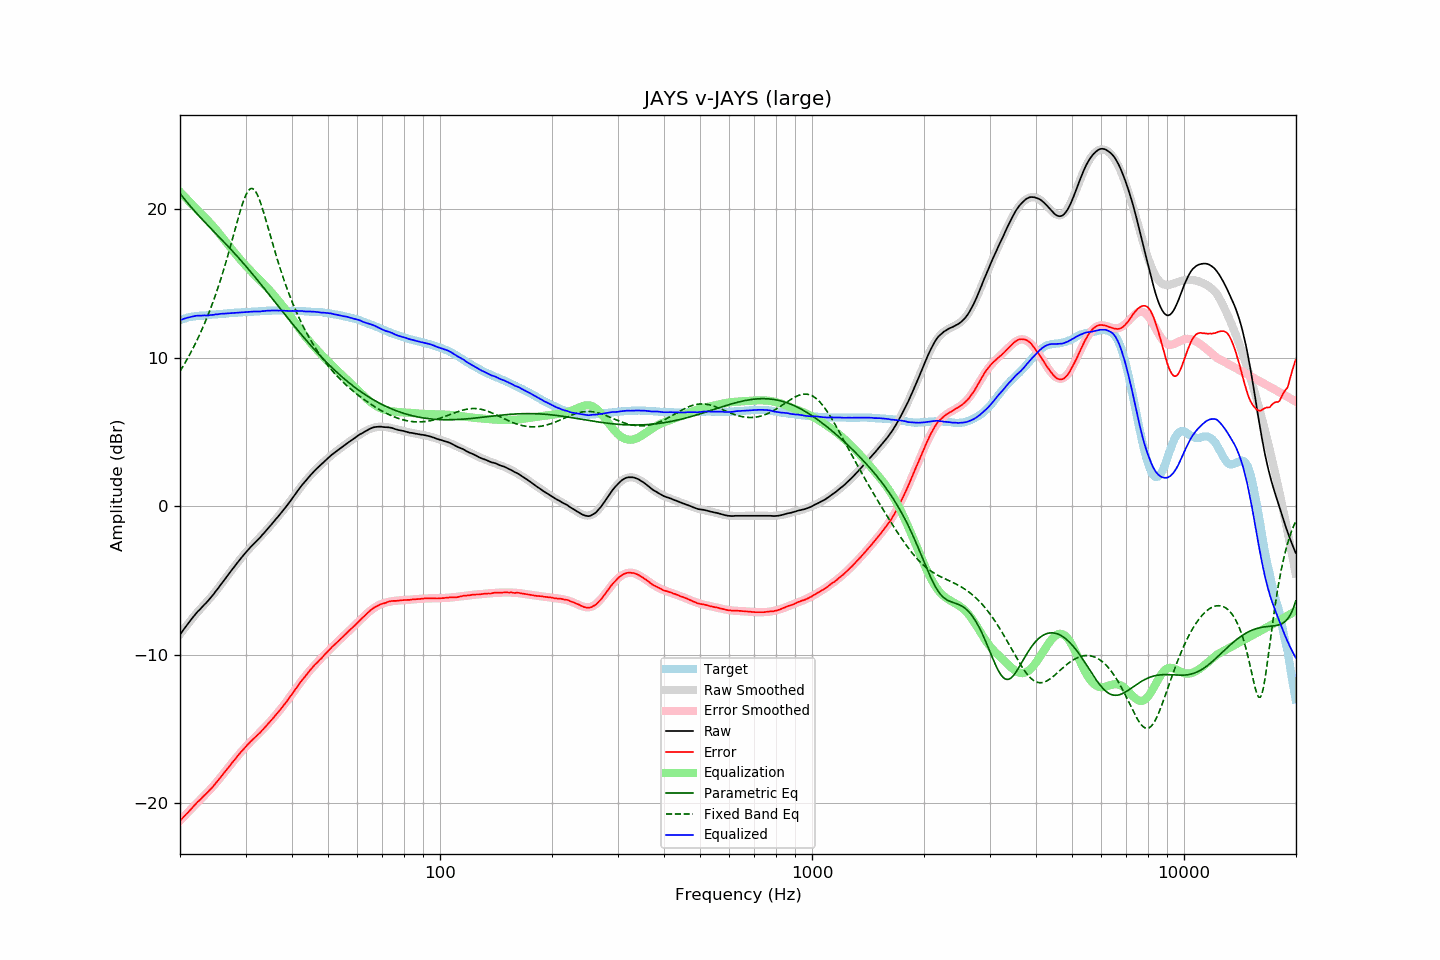 JAYS v-JAYS (large)
20
10
0
−10
−20
Amplitude (dBr)
Target
Raw Smoothed
Error Smoothed
Raw
Error
Equalization
Parametric Eq
Fixed Band Eq
Equalized
100
1000
10000
Frequency (Hz)